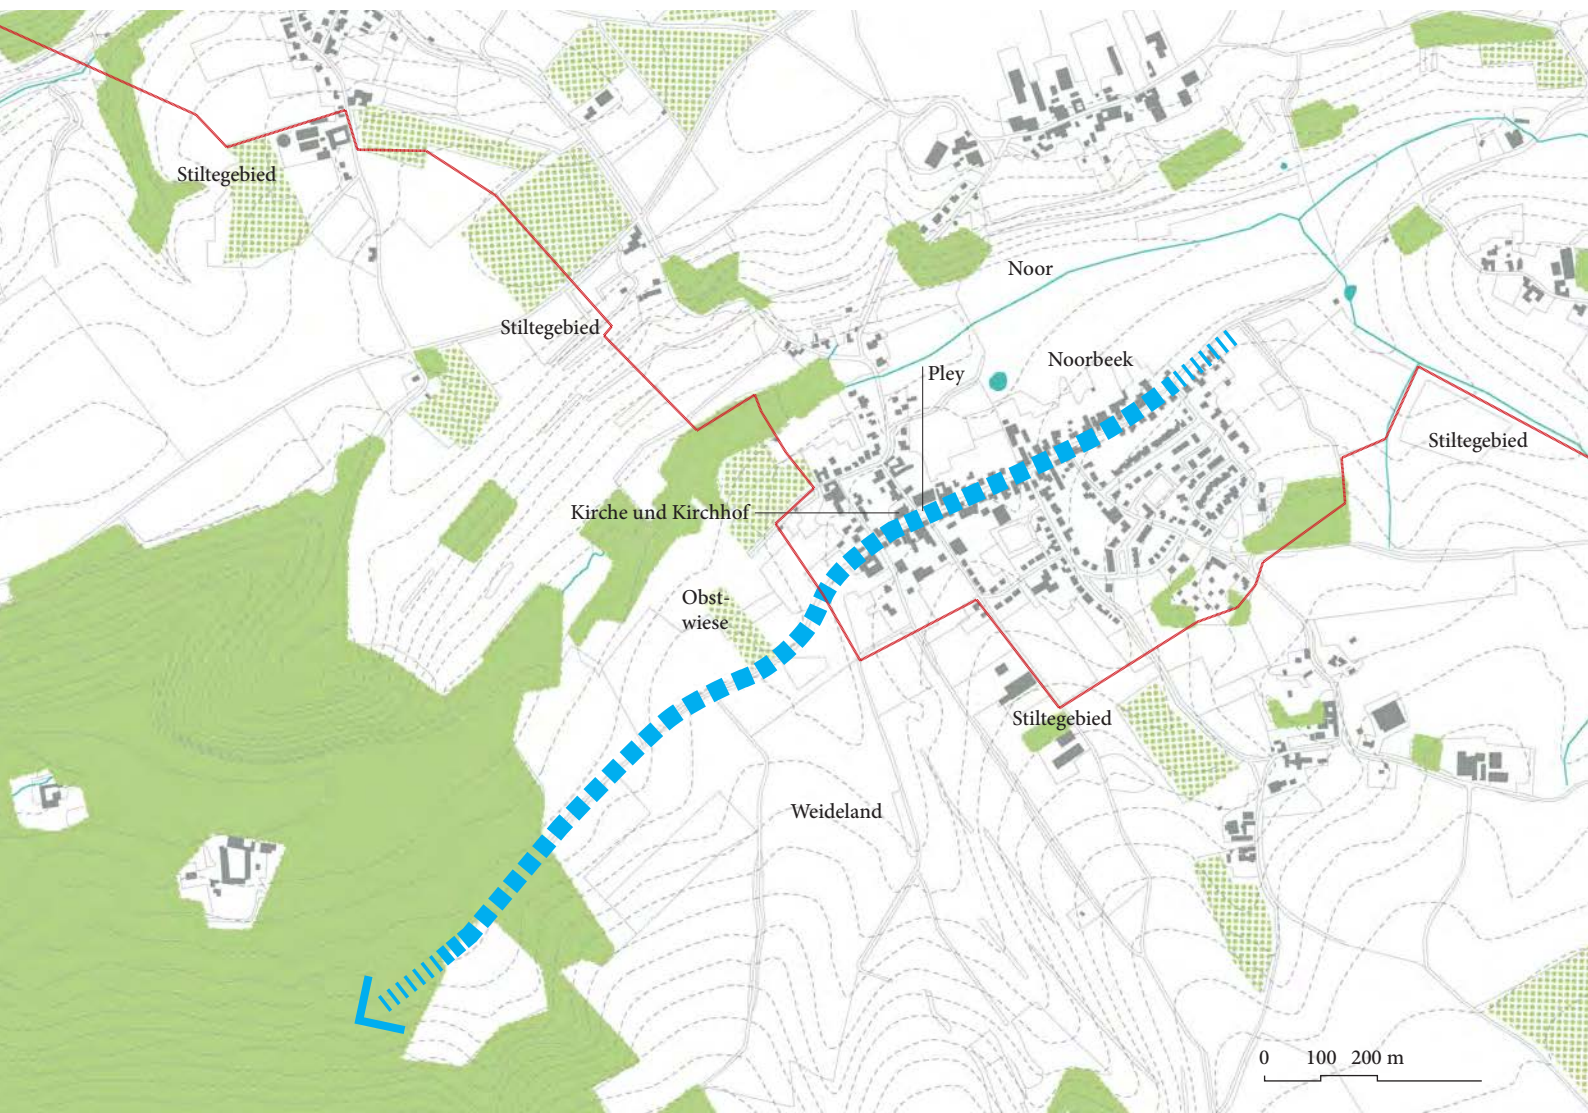 Stiltegebied
Noor
Stiltegebied
Noorbeek
Pley
Stiltegebied
Kirche und Kirchhof
Obst-
wiese
Stiltegebied
Weideland
0 100 200 m